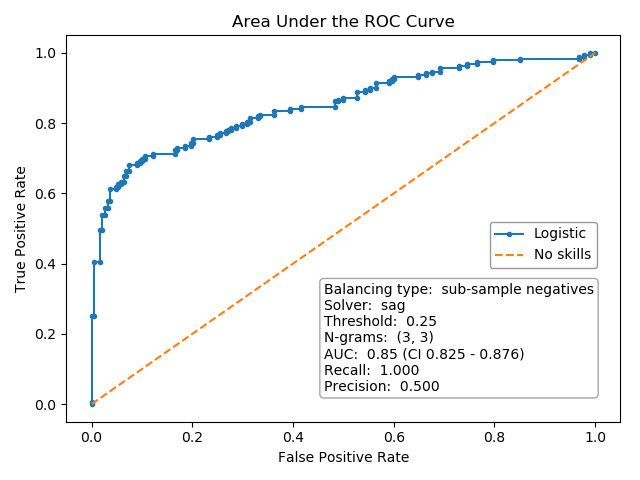 Area Under the ROC Curve
True Positive Rate
1.0
0.8
0.6
0.4
0.2
0.0
Logistic
No skills
Balancing type:  sub-sample negatives
Solver:  sag
Threshold:  0.25
N-grams:  (3, 3)
AUC:  0.85 (CI 0.825 - 0.876)
Recall:  1.000
Precision:  0.500
0.0 0.2 0.4 0.6 0.8 1.0
False Positive Rate